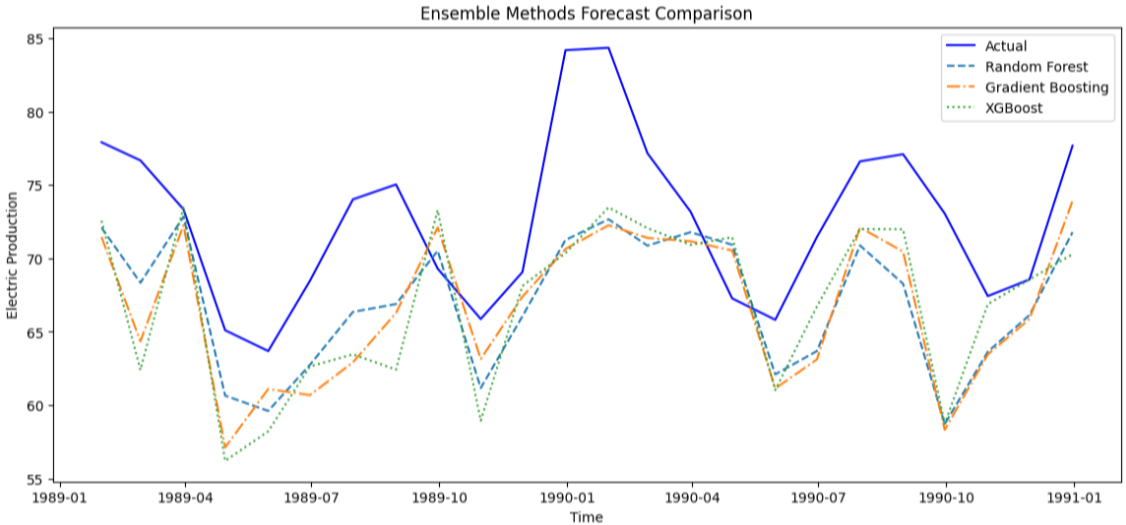 Ensemble Methods Forecast Comparison
Actual
Random Forest
Gradient Boosting
XGBoost
Electric Production
85
80
75
70
65
60
55
1989-01 1989-04 1989-07 1989-10 1990-01 1990-04 1990-07 1990-10 1991-01
Time